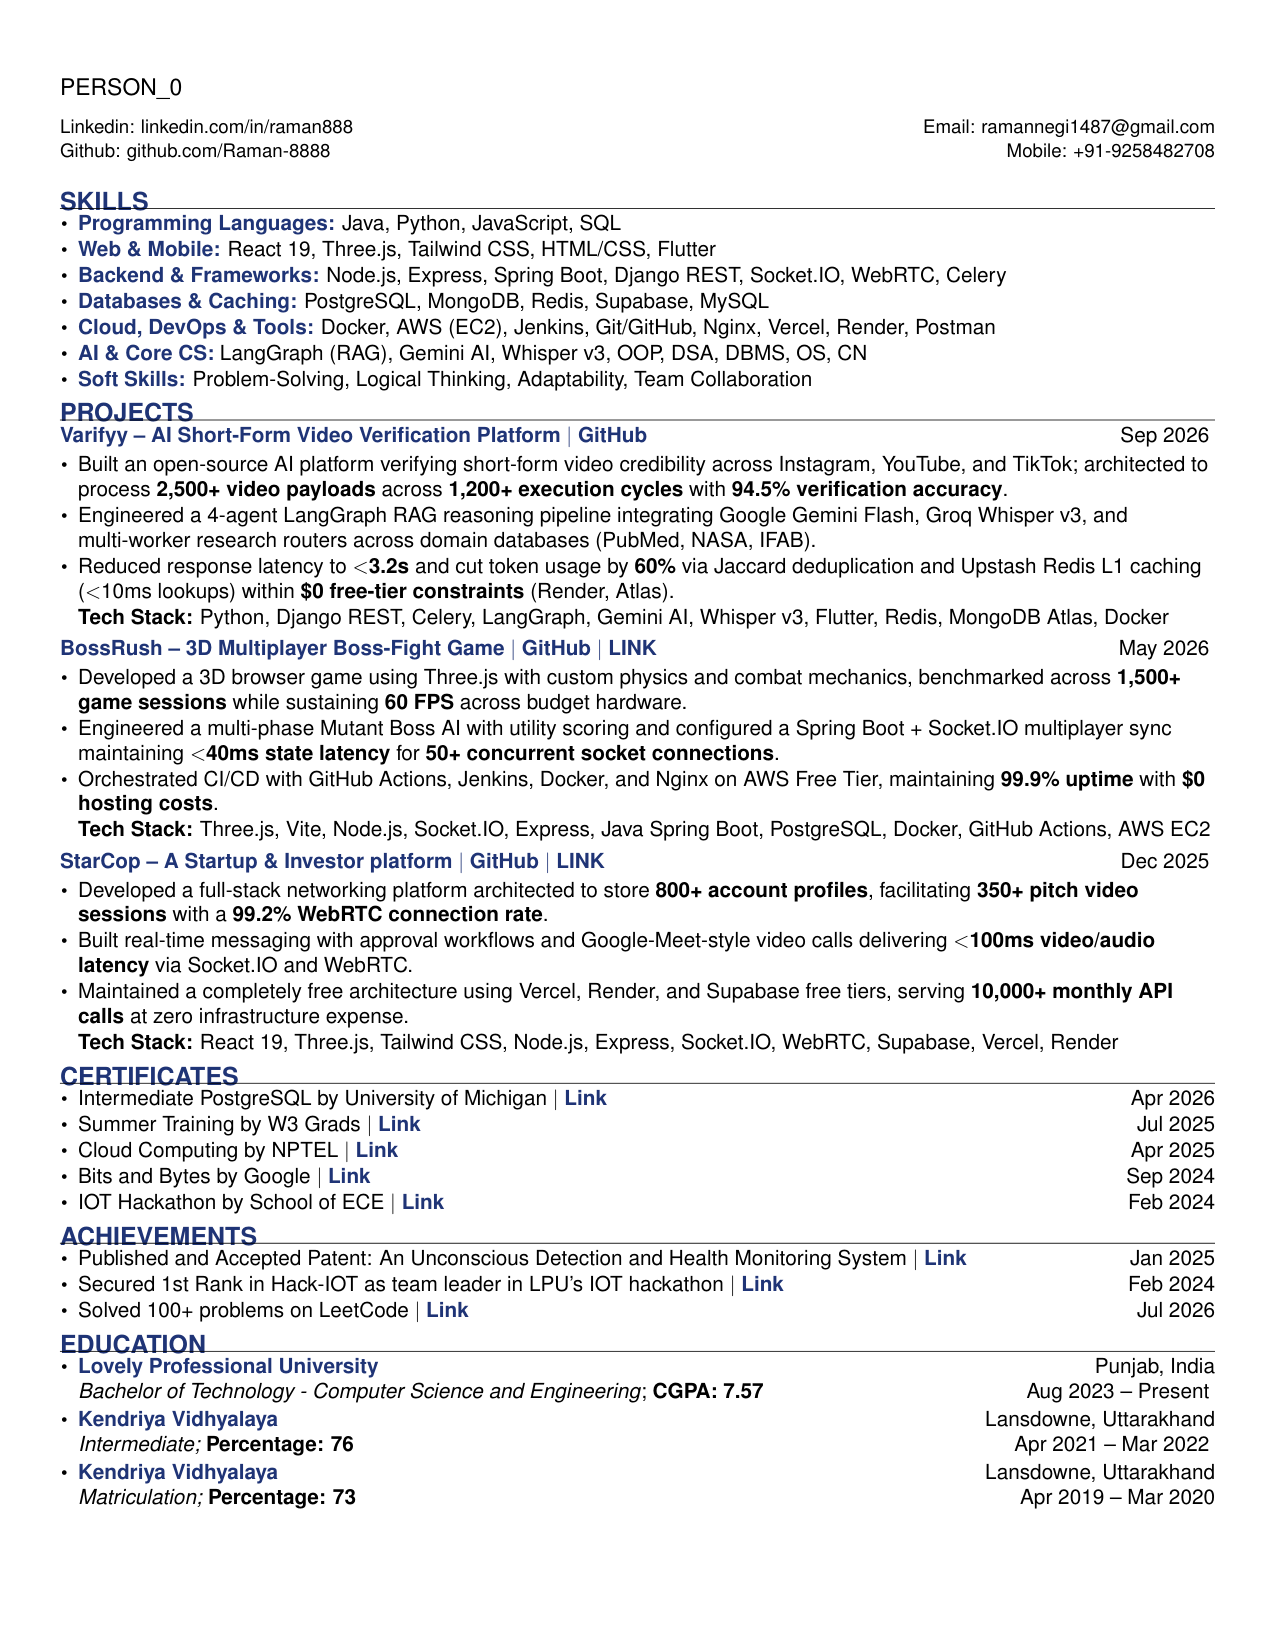 PERSON_0
Linkedin: linkedin.com/in/raman888 Email: ramannegi1487@gmail.com
Github: github.com/Raman-8888 Mobile: +91-9258482708
SKILLS
• Programming Languages: Java, Python, JavaScript, SQL
• Web & Mobile: React 19, Three.js, Tailwind CSS, HTML/CSS, Flutter
• Backend & Frameworks: Node.js, Express, Spring Boot, Django REST, Socket.IO, WebRTC, Celery
• Databases & Caching: PostgreSQL, MongoDB, Redis, Supabase, MySQL
• Cloud, DevOps & Tools: Docker, AWS (EC2), Jenkins, Git/GitHub, Nginx, Vercel, Render, Postman
• AI & Core CS: LangGraph (RAG), Gemini AI, Whisper v3, OOP, DSA, DBMS, OS, CN
• Soft Skills: Problem-Solving, Logical Thinking, Adaptability, Team Collaboration
PROJECTS
Varifyy – AI Short-Form Video Verification Platform | GitHub Sep 2026
• Built an open-source AI platform verifying short-form video credibility across Instagram, YouTube, and TikTok; architected to
process 2,500+ video payloads across 1,200+ execution cycles with 94.5% verification accuracy.
• Engineered a 4-agent LangGraph RAG reasoning pipeline integrating Google Gemini Flash, Groq Whisper v3, and
multi-worker research routers across domain databases (PubMed, NASA, IFAB).
• Reduced response latency to <3.2s and cut token usage by 60% via Jaccard deduplication and Upstash Redis L1 caching
(<10ms lookups) within $0 free-tier constraints (Render, Atlas).
Tech Stack: Python, Django REST, Celery, LangGraph, Gemini AI, Whisper v3, Flutter, Redis, MongoDB Atlas, Docker
BossRush – 3D Multiplayer Boss-Fight Game | GitHub | LINK May 2026
• Developed a 3D browser game using Three.js with custom physics and combat mechanics, benchmarked across 1,500+
game sessions while sustaining 60 FPS across budget hardware.
• Engineered a multi-phase Mutant Boss AI with utility scoring and configured a Spring Boot + Socket.IO multiplayer sync
maintaining <40ms state latency for 50+ concurrent socket connections.
• Orchestrated CI/CD with GitHub Actions, Jenkins, Docker, and Nginx on AWS Free Tier, maintaining 99.9% uptime with $0
hosting costs.
Tech Stack: Three.js, Vite, Node.js, Socket.IO, Express, Java Spring Boot, PostgreSQL, Docker, GitHub Actions, AWS EC2
StarCop – A Startup & Investor platform | GitHub | LINK Dec 2025
• Developed a full-stack networking platform architected to store 800+ account profiles, facilitating 350+ pitch video
sessions with a 99.2% WebRTC connection rate.
• Built real-time messaging with approval workflows and Google-Meet-style video calls delivering <100ms video/audio
latency via Socket.IO and WebRTC.
• Maintained a completely free architecture using Vercel, Render, and Supabase free tiers, serving 10,000+ monthly API
calls at zero infrastructure expense.
Tech Stack: React 19, Three.js, Tailwind CSS, Node.js, Express, Socket.IO, WebRTC, Supabase, Vercel, Render
CERTIFICATES
• Intermediate PostgreSQL by University of Michigan | Link Apr 2026
• Summer Training by W3 Grads | Link Jul 2025
• Cloud Computing by NPTEL | Link Apr 2025
• Bits and Bytes by Google | Link Sep 2024
• IOT Hackathon by School of ECE | Link Feb 2024
ACHIEVEMENTS
• Published and Accepted Patent: An Unconscious Detection and Health Monitoring System | Link Jan 2025
• Secured 1st Rank in Hack-IOT as team leader in LPU's IOT hackathon | Link Feb 2024
• Solved 100+ problems on LeetCode | Link Jul 2026
EDUCATION
• Lovely Professional University Punjab, India
Bachelor of Technology - Computer Science and Engineering; CGPA: 7.57 Aug 2023 – Present
• Kendriya Vidhyalaya Lansdowne, Uttarakhand
Intermediate; Percentage: 76 Apr 2021 – Mar 2022
• Kendriya Vidhyalaya Lansdowne, Uttarakhand
Matriculation; Percentage: 73 Apr 2019 – Mar 2020